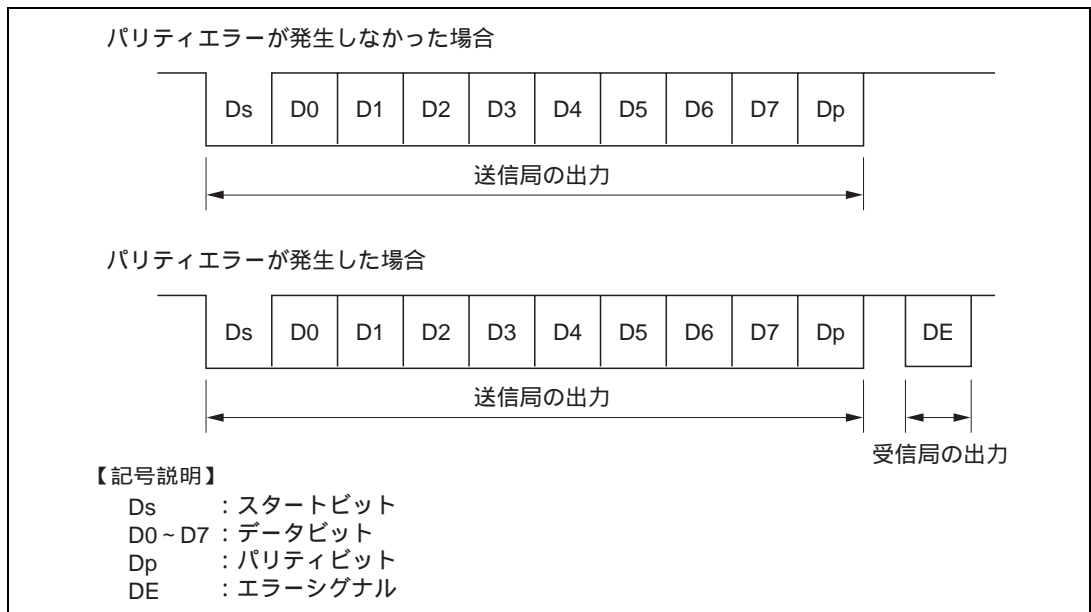 パリティエラーが発生しなかった場合
Ds D0 D1 D2 D3 D4 D5 D6 D7 Dp
送信局の出力
パリティエラーが発生した場合
Ds D0 D1 D2 D3 D4 D5 D6 D7 Dp DE
送信局の出力
受信局の出力
【記号説明】
Ds ：スタートビット
D0～D7：データビット
Dp ：パリティビット
DE ：エラーシグナル